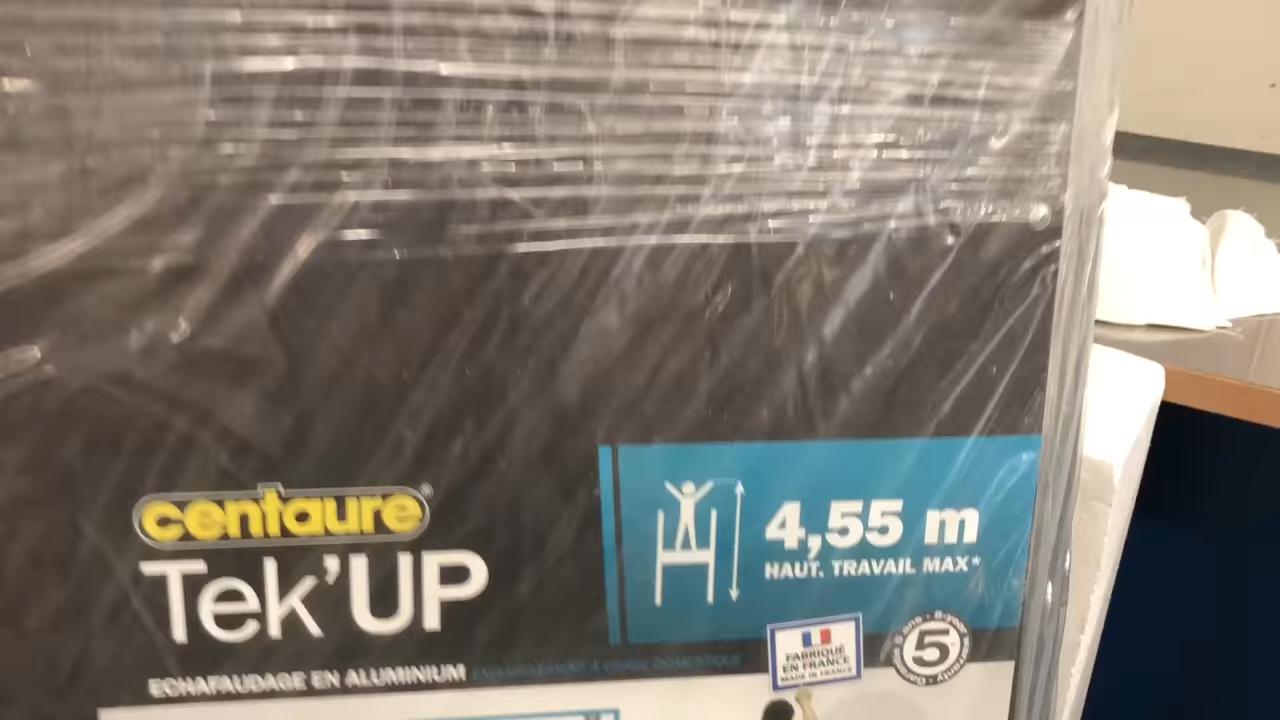 centaure®
Tek'UP
4,55 m
HAUT. TRAVAIL MAX*
ECHAFAUDAGE EN ALUMINIUM
FABRIQUÉ
EN FRANCE
MADE IN FRANCE
5